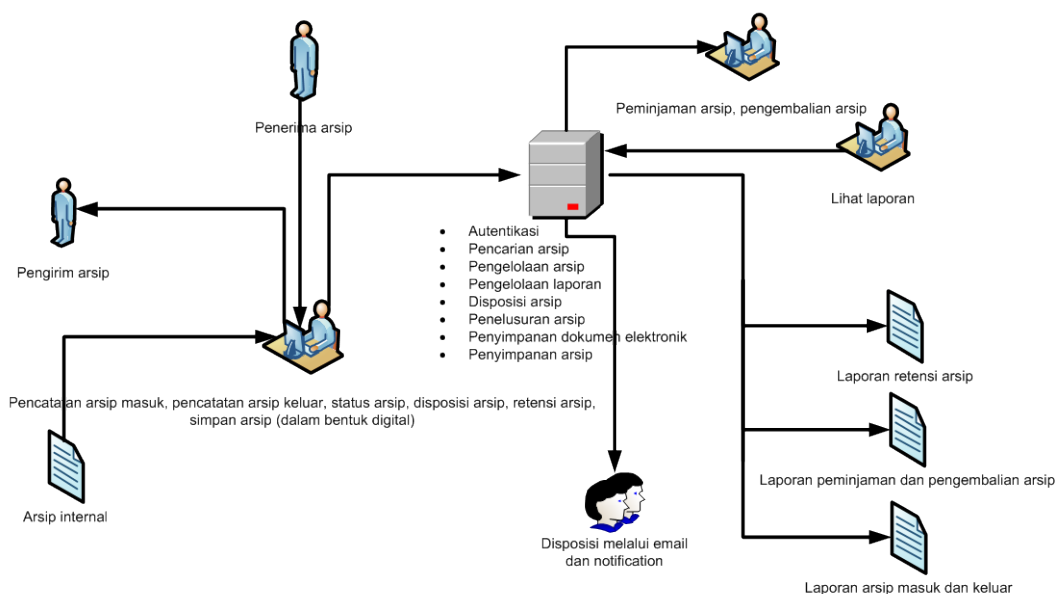 Penerima arsip
Peminjaman arsip, pengembalian arsip
Lihat laporan
Pengirim arsip
• Autentikasi
• Pencarian arsip
• Pengelolaan arsip
• Pengelolaan laporan
• Disposisi arsip
• Penelusuran arsip
• Penyimpanan dokumen elektronik
• Penyimpanan arsip
Pencatatan arsip masuk, pencatatan arsip keluar, status arsip, disposisi arsip, retensi arsip,
simpan arsip (dalam bentuk digital)
Arsip internal
Disposisi melalui email
dan notification
Laporan retensi arsip
Laporan peminjaman dan pengembalian arsip
Laporan arsip masuk dan keluar